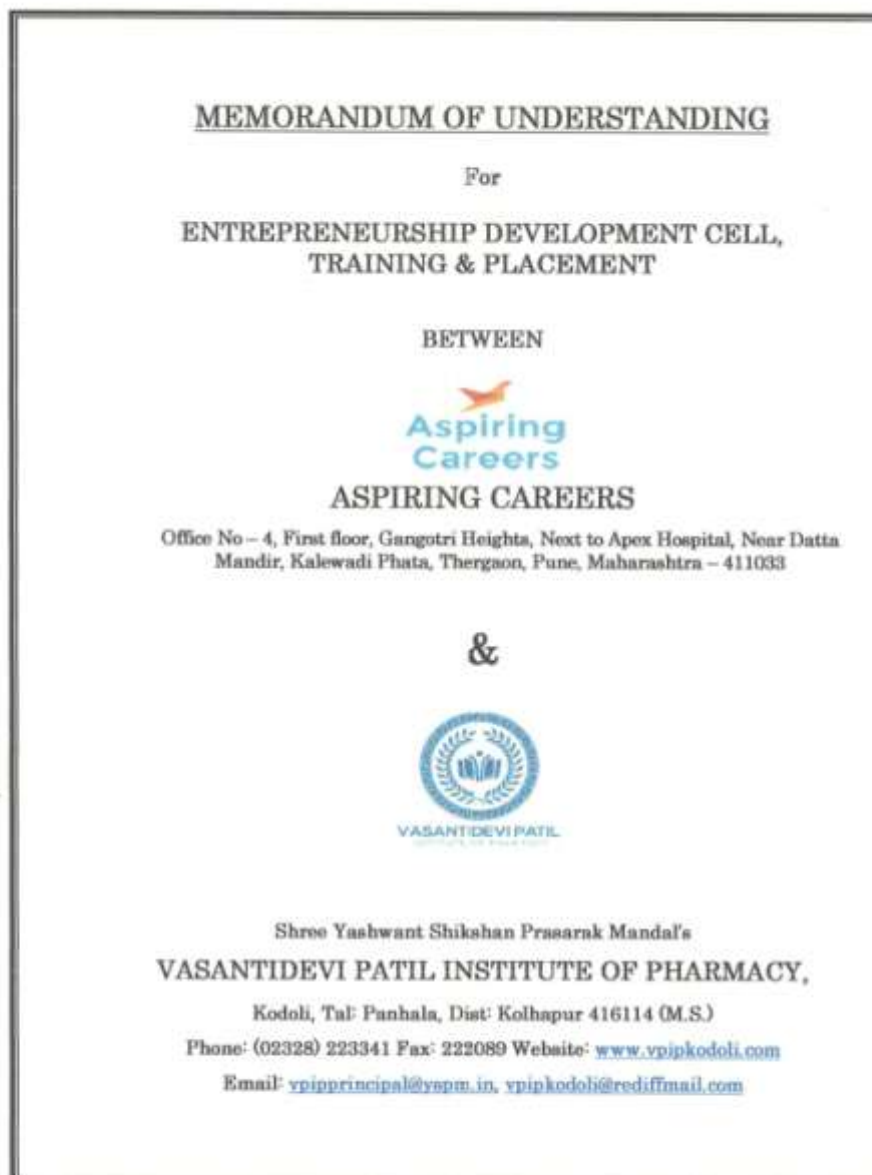 MEMORANDUM OF UNDERSTANDING
For
ENTREPRENEURSHIP DEVELOPMENT CELL,
TRAINING & PLACEMENT
BETWEEN
Aspiring
Careers
ASPIRING CAREERS
Office No – 4, First floor, Gangotri Heights, Next to Apex Hospital, Near Datta
Mandir, Kalewadi Phata, Thergaon, Pune, Maharashtra – 411033
&
VASANTIDEVI PATIL
Shree Yashwant Shikshan Prasarak Mandal's
VASANTIDEVI PATIL INSTITUTE OF PHARMACY,
Kodoli, Tal: Panhala, Dist: Kolhapur 416114 (M.S.)
Phone: (02328) 223341 Fax: 222089 Website: www.vpipkodoli.com
Email: vpipprincipal@yspm.in, vpipkodoli@rediffmail.com